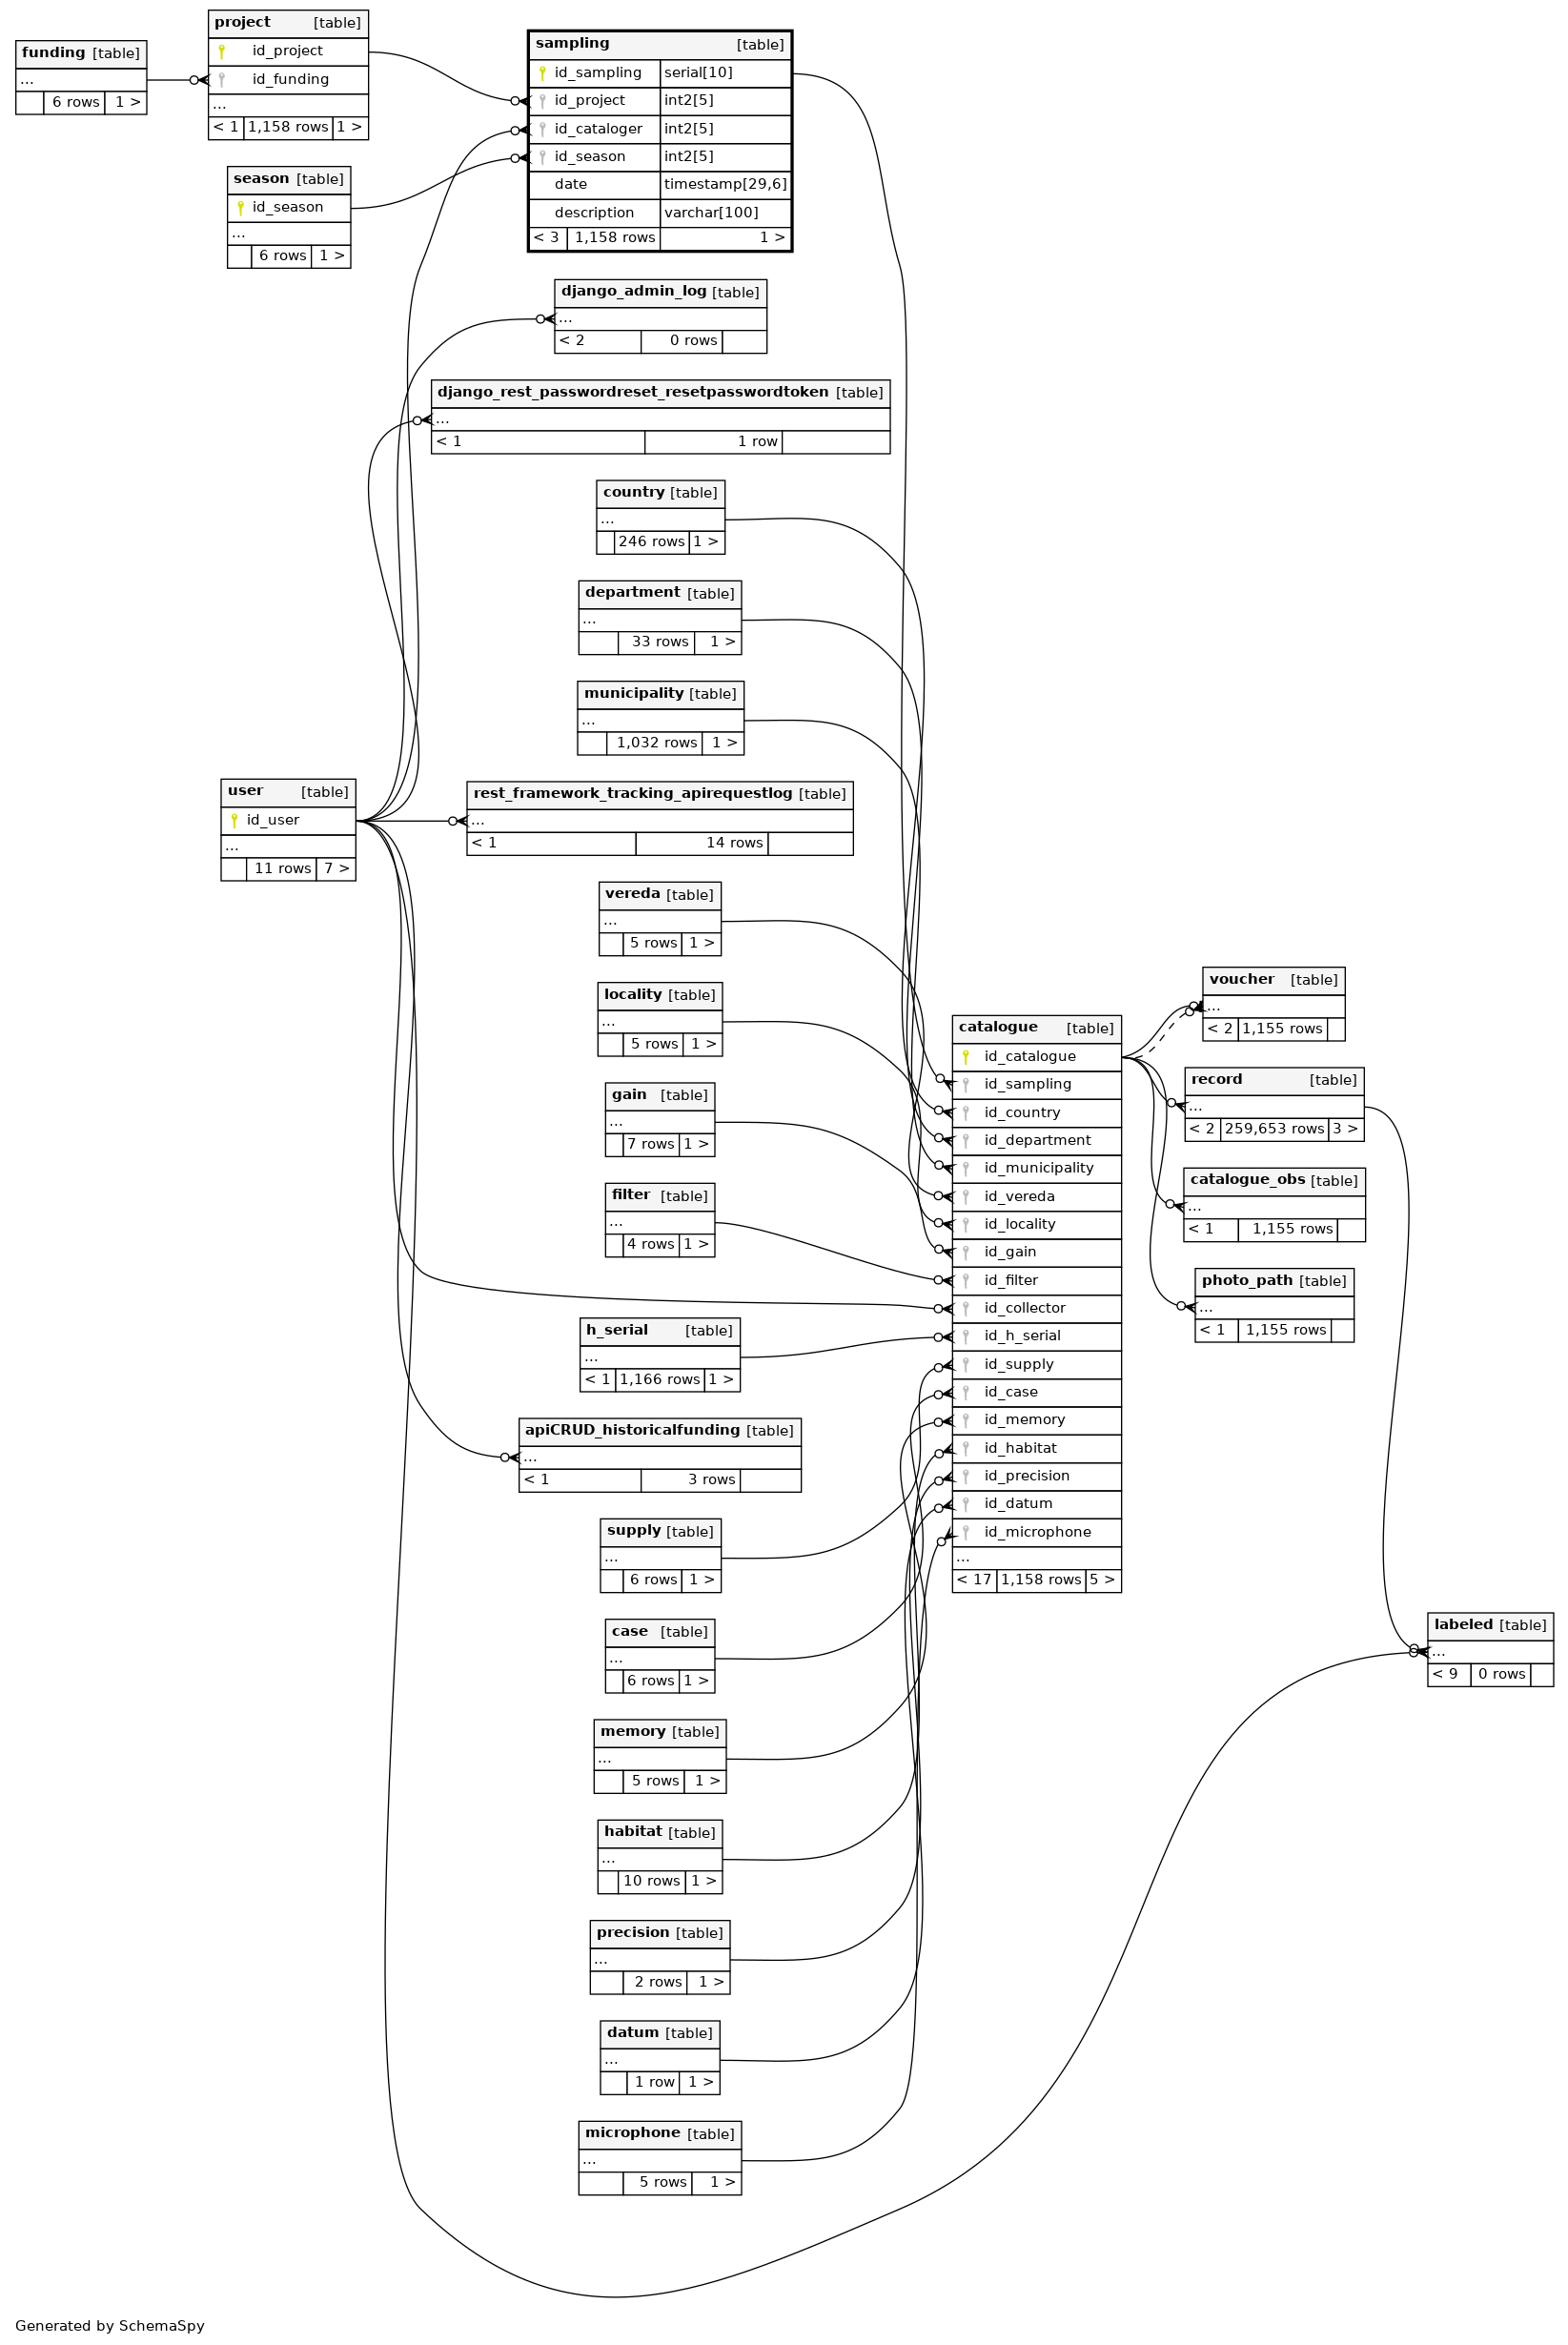 funding [table]
...
6 rows 1 >
project [table]
id_project
id_funding
...
< 1 1,158 rows 1 >
season [table]
id_season
...
6 rows 1 >
sampling [table]
id_sampling serial[10]
id_project int2[5]
id_cataloger int2[5]
id_season int2[5]
date timestamp[29,6]
description varchar[100]
< 3 1,158 rows 1 >
django_admin_log [table]
...
< 2 0 rows
django_rest_passwordreset_resetpasswordtoken [table]
...
< 1 1 row
country [table]
...
246 rows 1 >
department [table]
...
33 rows 1 >
municipality [table]
...
1,032 rows 1 >
user [table]
id_user
...
11 rows 7 >
rest_framework_tracking_apirequestlog [table]
...
< 1 14 rows
vereda [table]
...
5 rows 1 >
locality [table]
...
5 rows 1 >
gain [table]
...
7 rows 1 >
filter [table]
...
4 rows 1 >
h_serial [table]
...
< 1 1,166 rows 1 >
apiCRUD_historicalfunding [table]
...
< 1 3 rows
supply [table]
...
6 rows 1 >
case [table]
...
6 rows 1 >
memory [table]
...
5 rows 1 >
habitat [table]
...
10 rows 1 >
precision [table]
...
2 rows 1 >
datum [table]
...
1 row 1 >
microphone [table]
...
5 rows 1 >
catalogue [table]
id_catalogue
id_sampling
id_country
id_department
id_municipality
id_vereda
id_locality
id_gain
id_filter
id_collector
id_h_serial
id_supply
id_case
id_memory
id_habitat
id_precision
id_datum
id_microphone
...
< 17 1,158 rows 5 >
voucher [table]
...
< 2 1,155 rows
record [table]
...
< 2 259,653 rows 3 >
catalogue_obs [table]
...
< 1 1,155 rows
photo_path [table]
...
< 1 1,155 rows
labeled [table]
...
< 9 0 rows
Generated by SchemaSpy